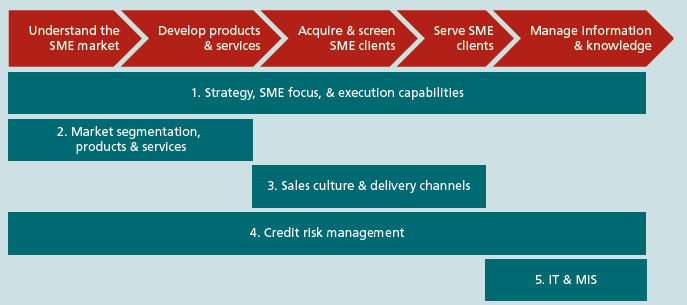 Understand the
SME market
Develop products
& services
Acquire & screen
SME clients
Serve SME
clients
Manage information
& knowledge
1. Strategy, SME focus, & execution capabilities
2. Market segmentation,
products & services
3. Sales culture & delivery channels
4. Credit risk management
5. IT & MIS